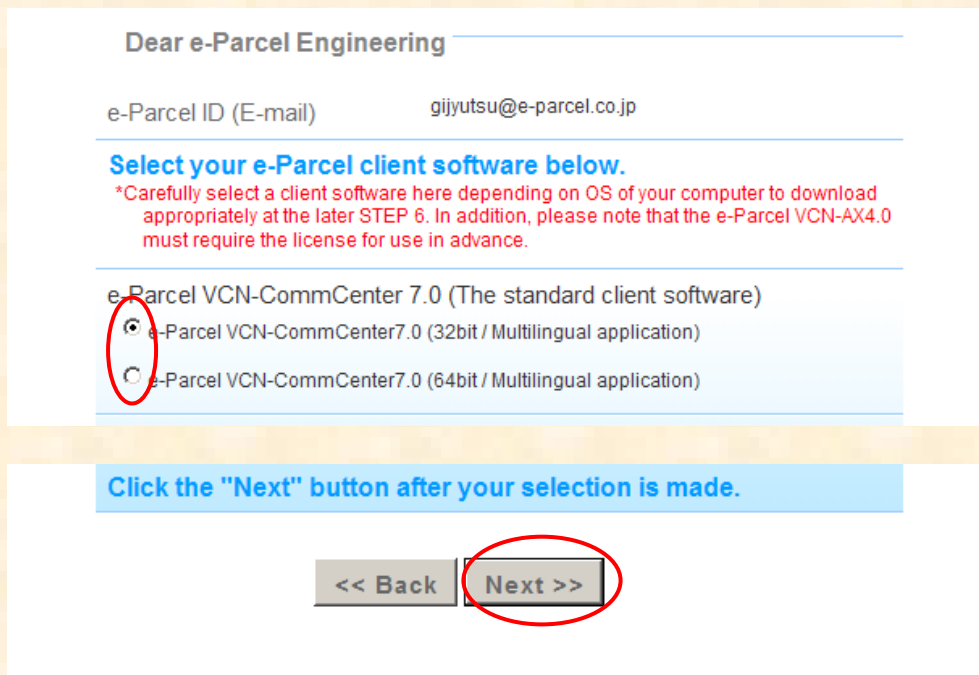 Dear e-Parcel Engineering
e-Parcel ID (E-mail) gijyutsu@e-parcel.co.jp
Select your e-Parcel client software below.
*Carefully select a client software here depending on OS of your computer to download
appropriately at the later STEP 6. In addition, please note that the e-Parcel VCN-AX4.0
must require the license for use in advance.
e-Parcel VCN-CommCenter 7.0 (The standard client software)
e-Parcel VCN-CommCenter7.0 (32bit / Multilingual application)
e-Parcel VCN-CommCenter7.0 (64bit / Multilingual application)
Click the "Next" button after your selection is made.
<< Back Next >>